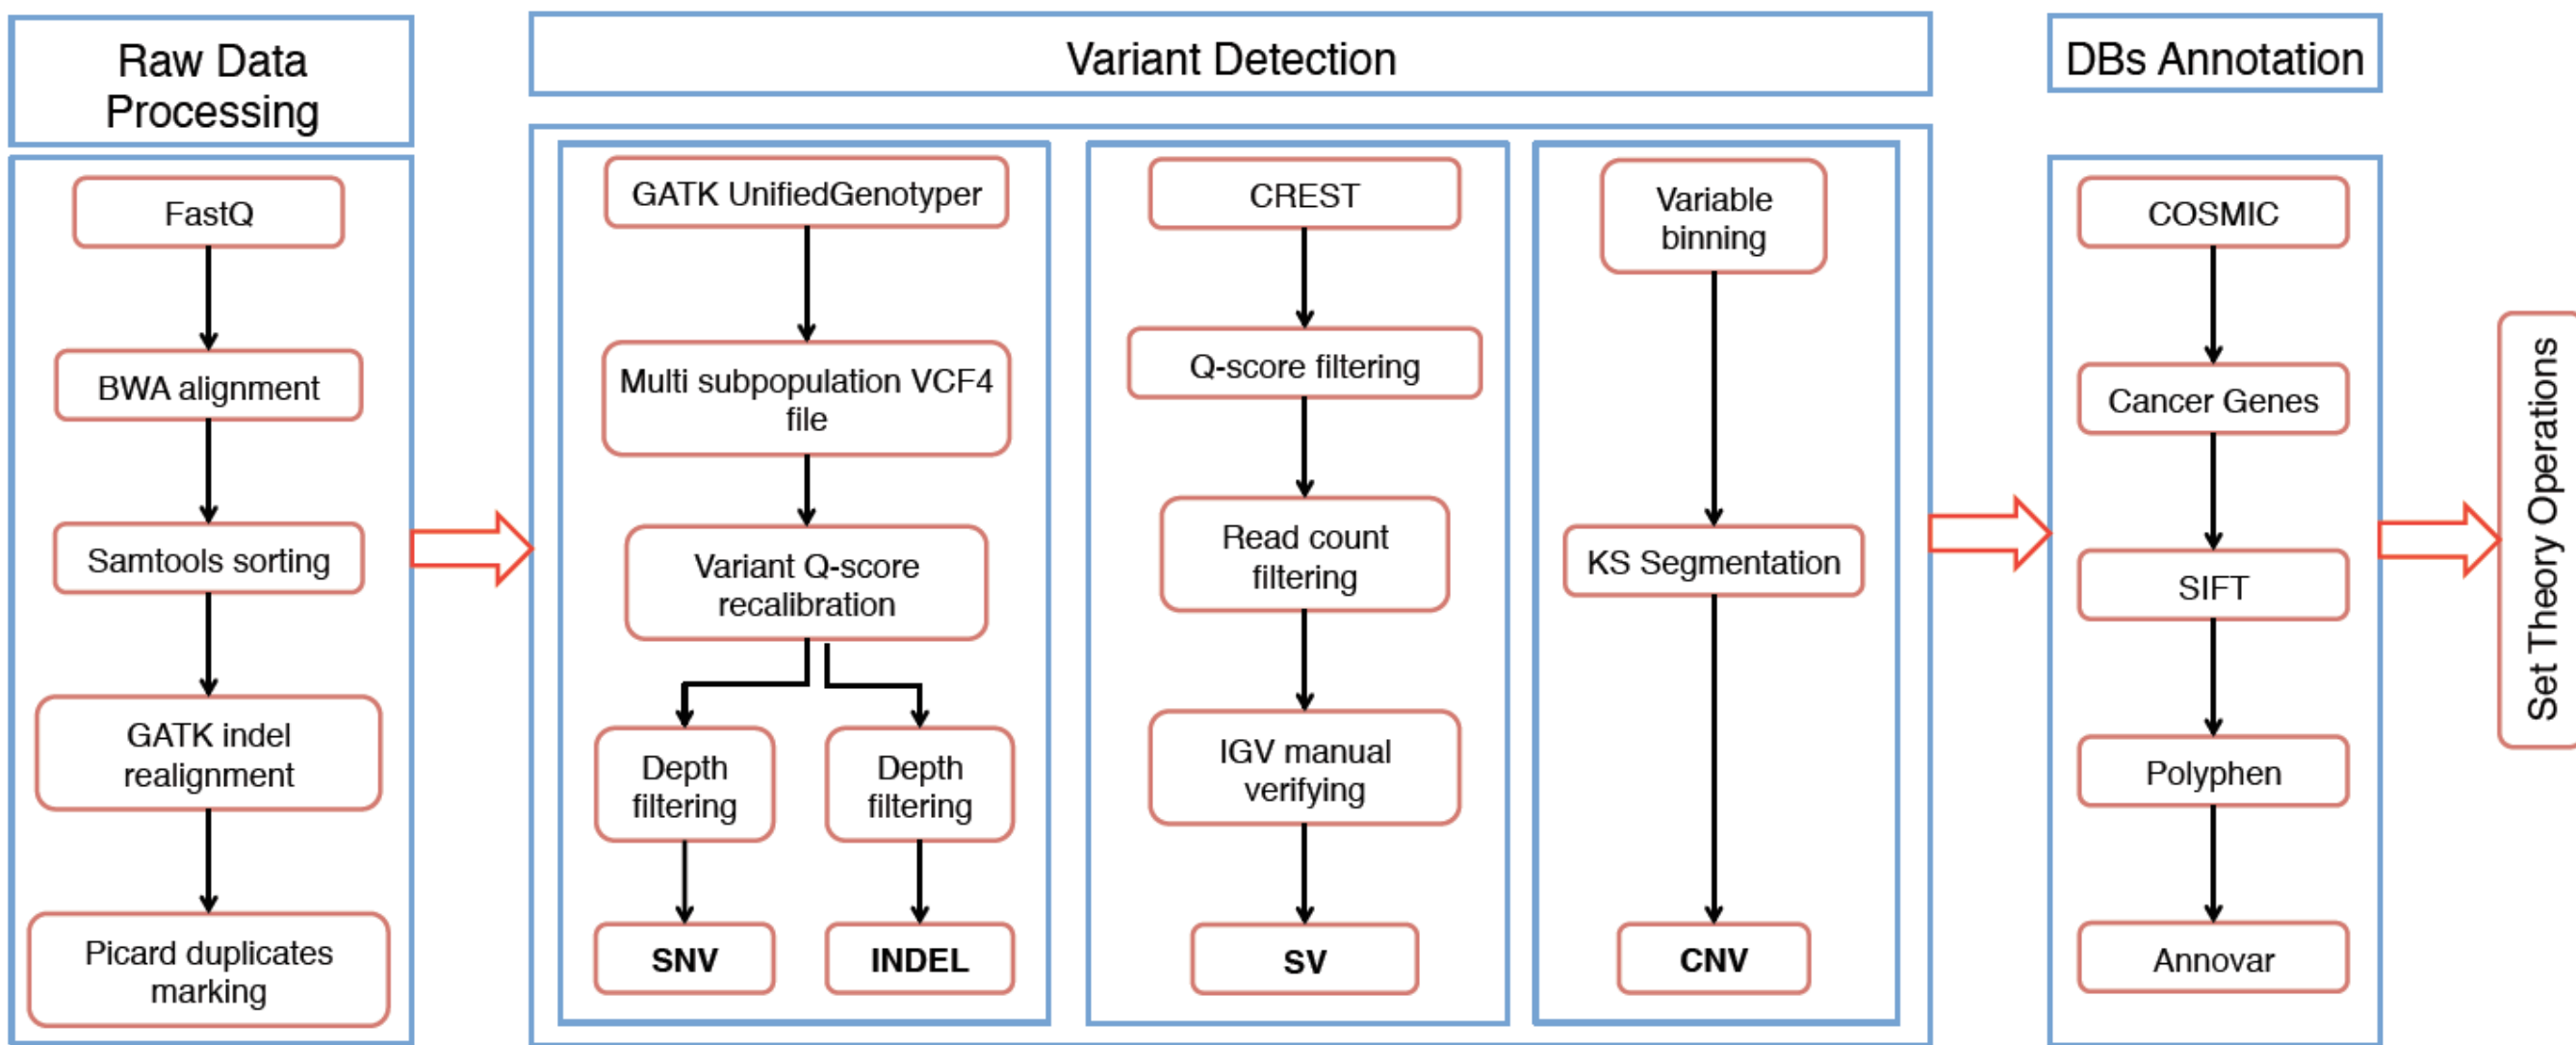 Raw Data
Processing
FastQ
BWA alignment
Samtools sorting
GATK indel
realignment
Picard duplicates
marking
Variant Detection
GATK UnifiedGenotyper
Multi subpopulation VCF4
file
Variant Q-score
recalibration
Depth
filtering
Depth
filtering
SNV
INDEL
CREST
Q-score filtering
Read count
filtering
IGV manual
verifying
SV
Variable
binning
KS Segmentation
CNV
DBs Annotation
COSMIC
Cancer Genes
SIFT
Polyphen
Annovar
Set Theory Operations